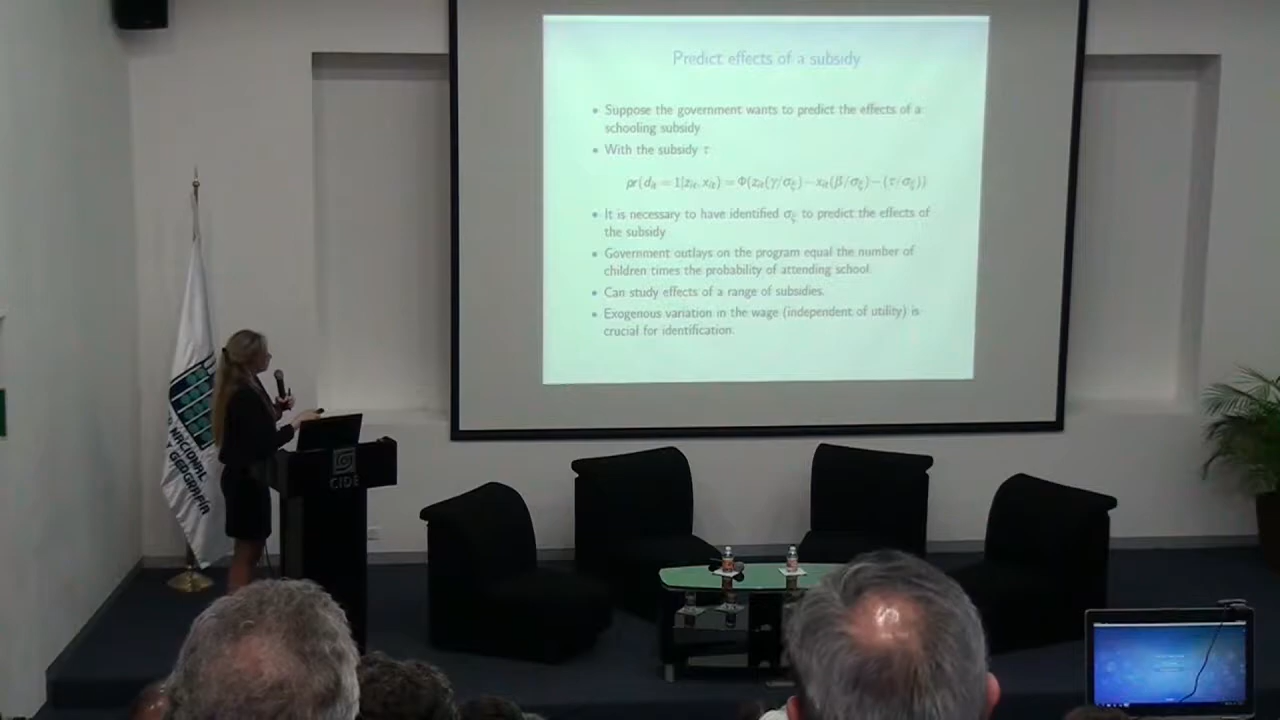 Predict effects of a subsidy
• Suppose the government wants to predict the effects of a
schooling subsidy
• With the subsidy τ
pr(d_it = 1|z_it, x_it) = Φ(z_it(γ/σ_ξ) − x_it(β/σ_ξ) − (τ/σ_ξ))
• It is necessary to have identified σ_ξ to predict the effects of
the subsidy
• Government outlays on the program equal the number of
children times the probability of attending school.
• Can study effects of a range of subsidies.
• Exogenous variation in the wage (independent of utility) is
crucial for identification.
NACIONAL
GEOGRAFÍA
CIDE